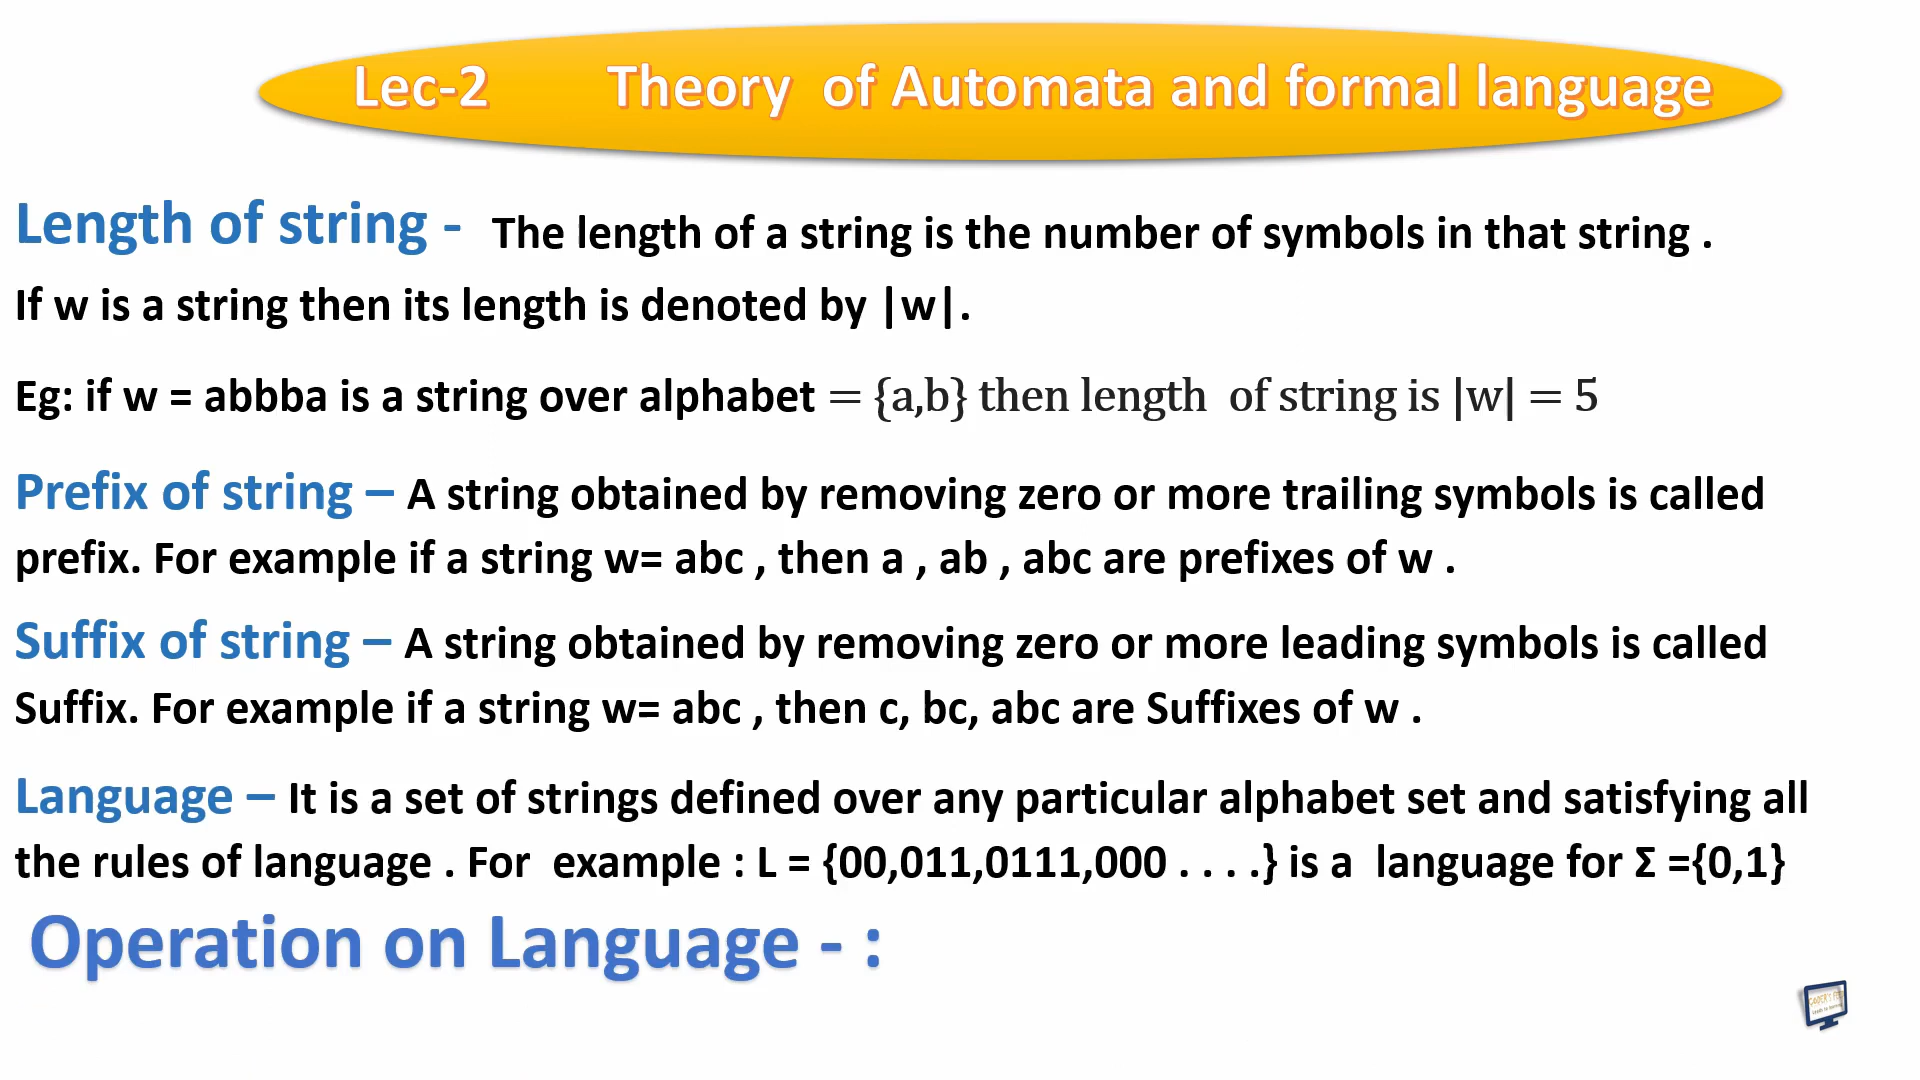 Lec-2 Theory of Automata and formal language
Length of string - The length of a string is the number of symbols in that string .
If w is a string then its length is denoted by |w|.
Eg: if w = abbba is a string over alphabet = {a,b} then length of string is |w| = 5
Prefix of string – A string obtained by removing zero or more trailing symbols is called
prefix. For example if a string w= abc , then a , ab , abc are prefixes of w .
Suffix of string – A string obtained by removing zero or more leading symbols is called
Suffix. For example if a string w= abc , then c, bc, abc are Suffixes of w .
Language – It is a set of strings defined over any particular alphabet set and satisfying all
the rules of language . For example : L = {00,011,0111,000 . . . .} is a language for Σ ={0,1}
Operation on Language - :